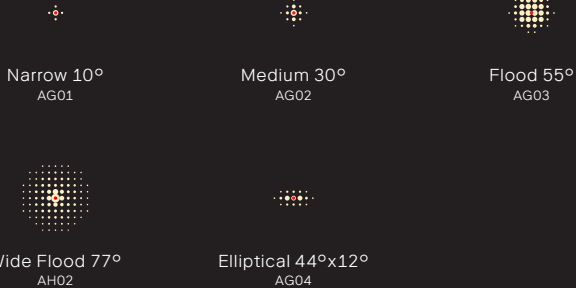 Narrow 10° Medium 30° Flood 55°
AG01 AG02 AG03
Wide Flood 77° Elliptical 44°x12°
AH02 AG04